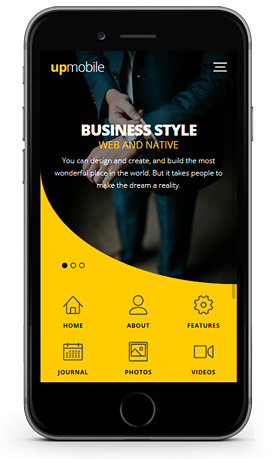 upmobile
BUSINESS STYLE
WEB AND NATIVE
You can design and create, and build the most
wonderful place in the world. But it takes people to
make the dream a reality.
HOME ABOUT FEATURES
JOURNAL PHOTOS VIDEOS